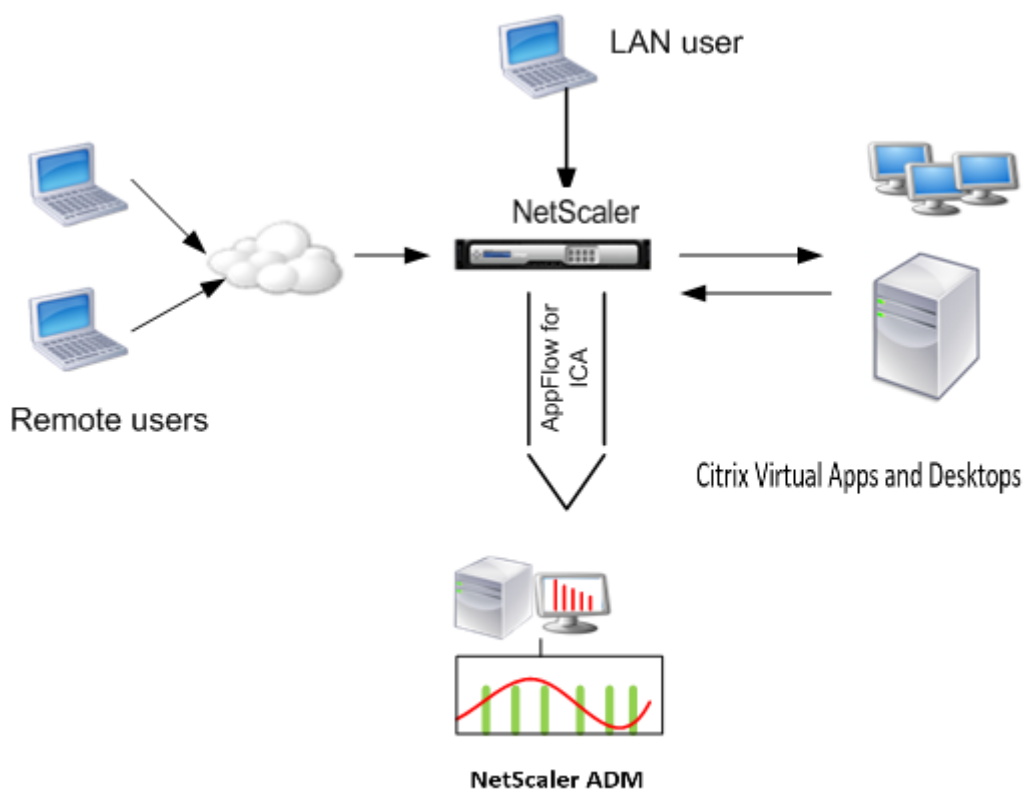 LAN user
NetScaler
AppFlow for
ICA
Remote users
Citrix Virtual Apps and Desktops
NetScaler ADM